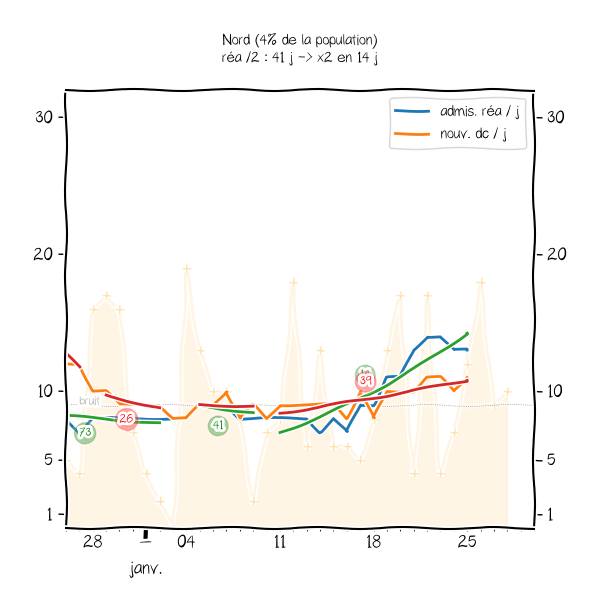 Nord (4% de la population)
réa /2 : 41 j -> x2 en 14 j
admis. réa / j
nouv. dc / j
30 30
20 20
10 10
5 5
1 1
brun
73
26
41
39
28 04 11 18 25
janv.